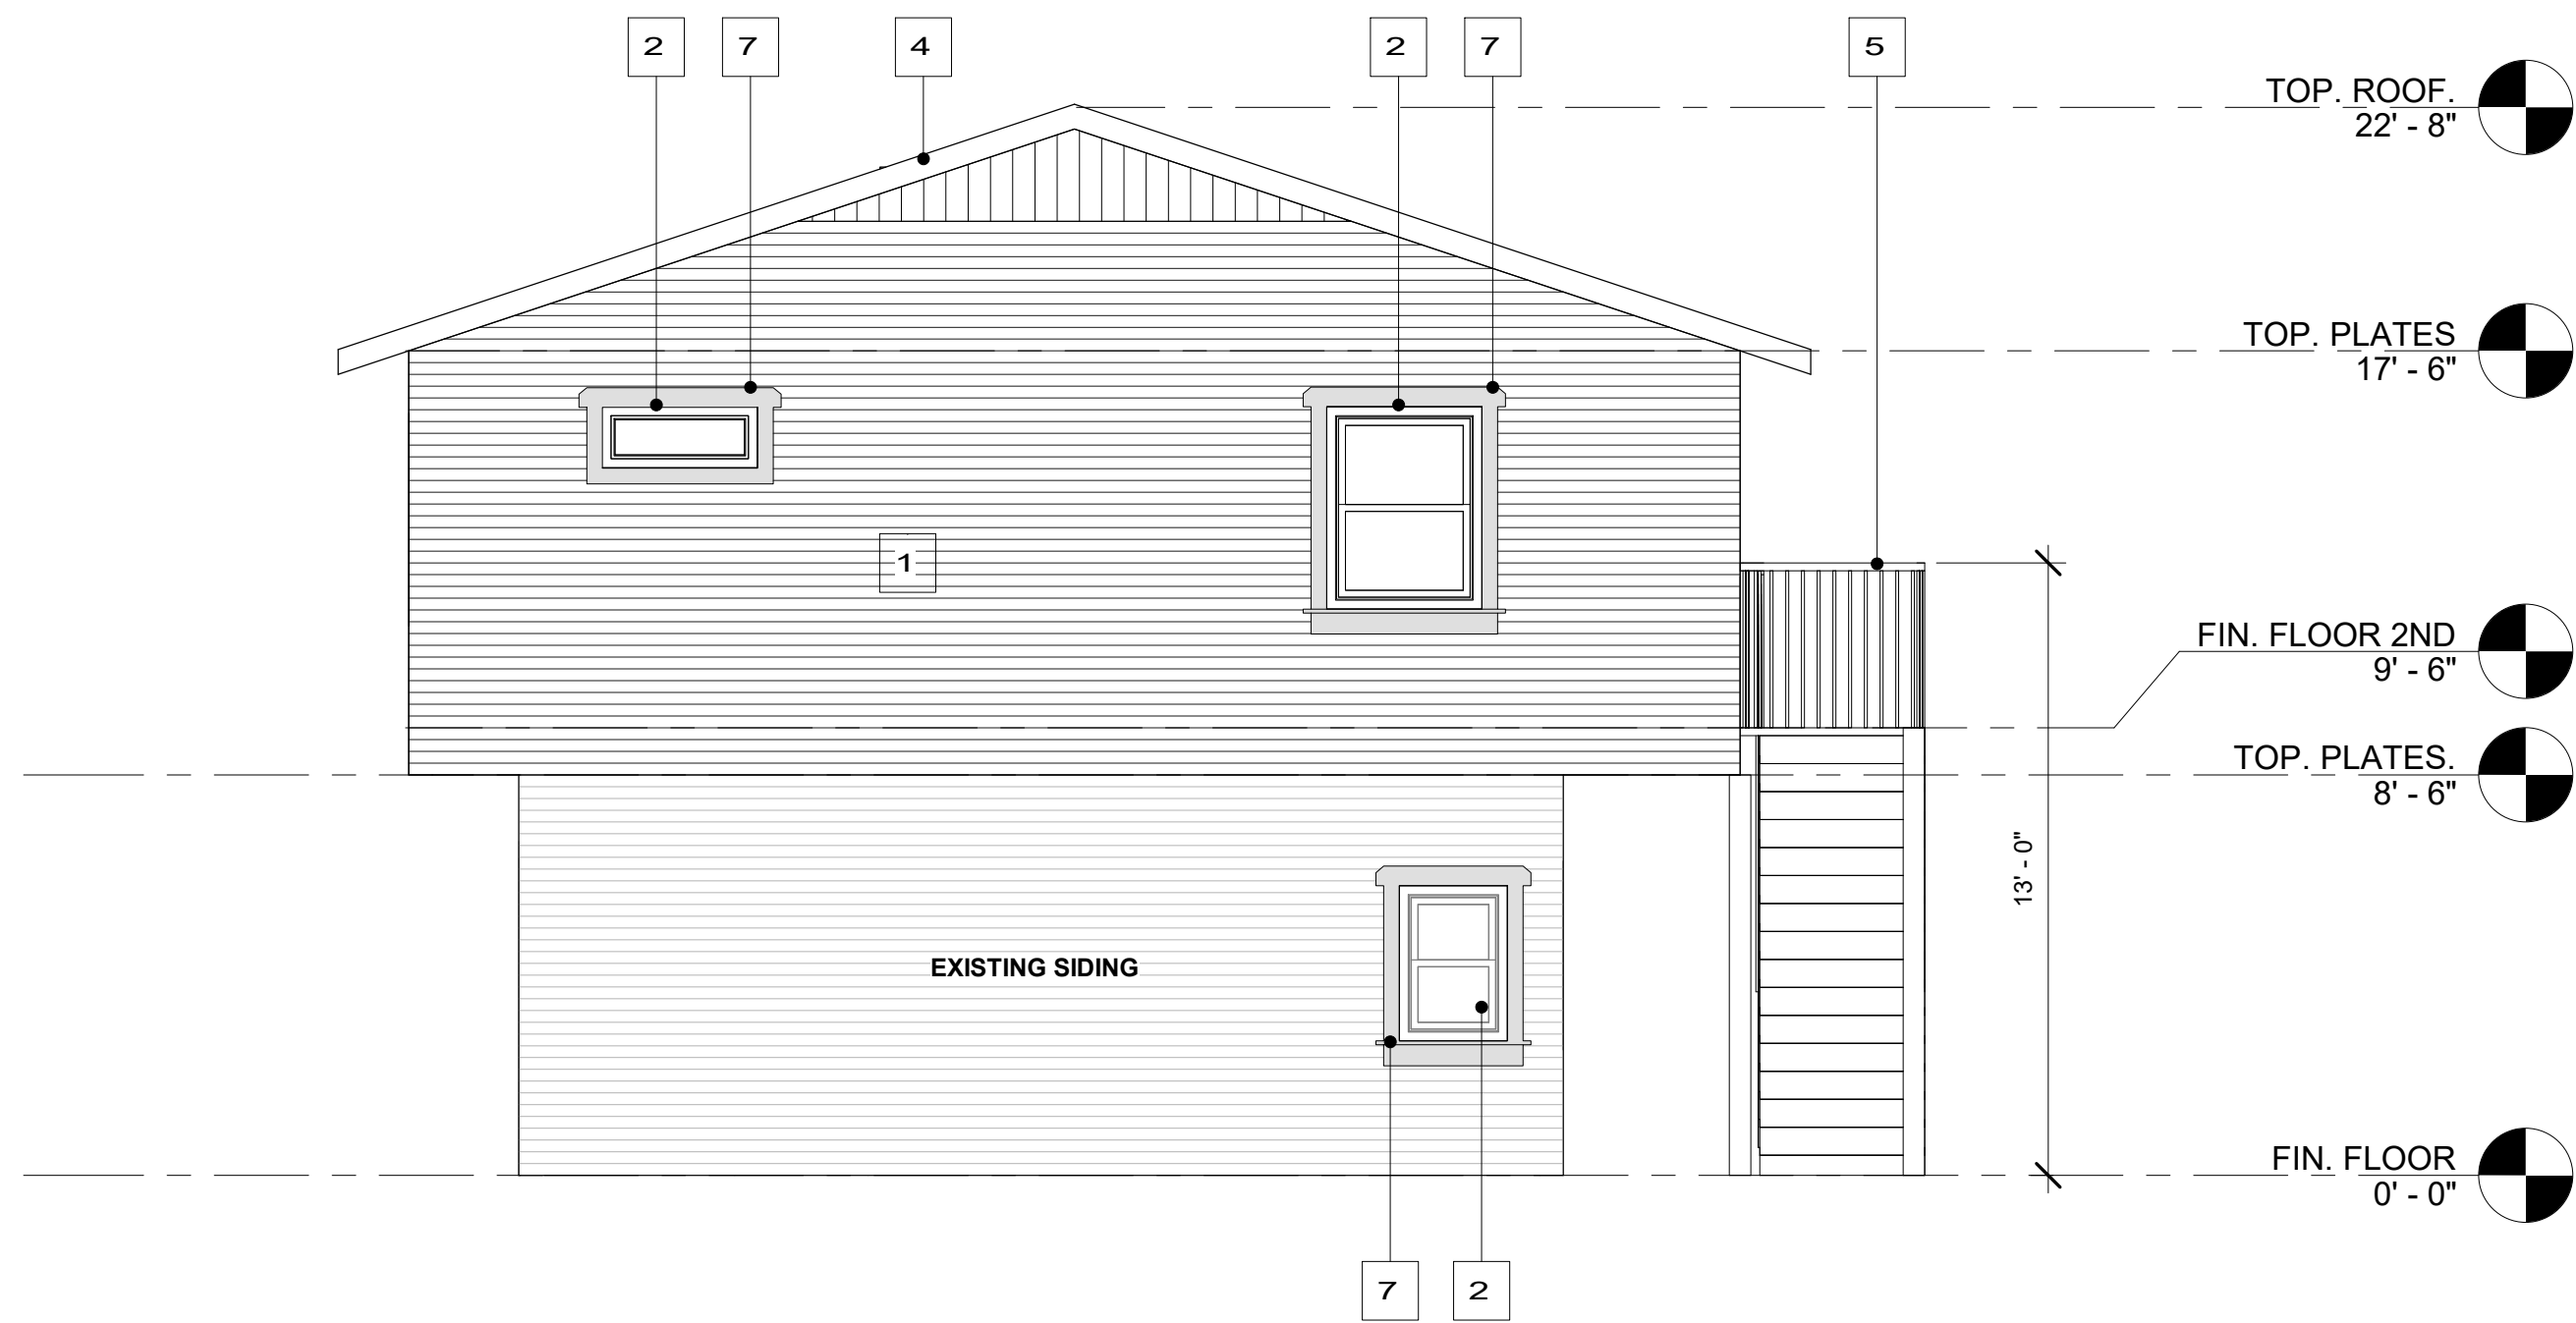 2
7
4
2
7
5
TOP. ROOF.
22' - 8"
TOP. PLATES
17' - 6"
1
FIN. FLOOR 2ND
9' - 6"
TOP. PLATES.
8' - 6"
13' - 0"
EXISTING SIDING
FIN. FLOOR
0' - 0"
7
2